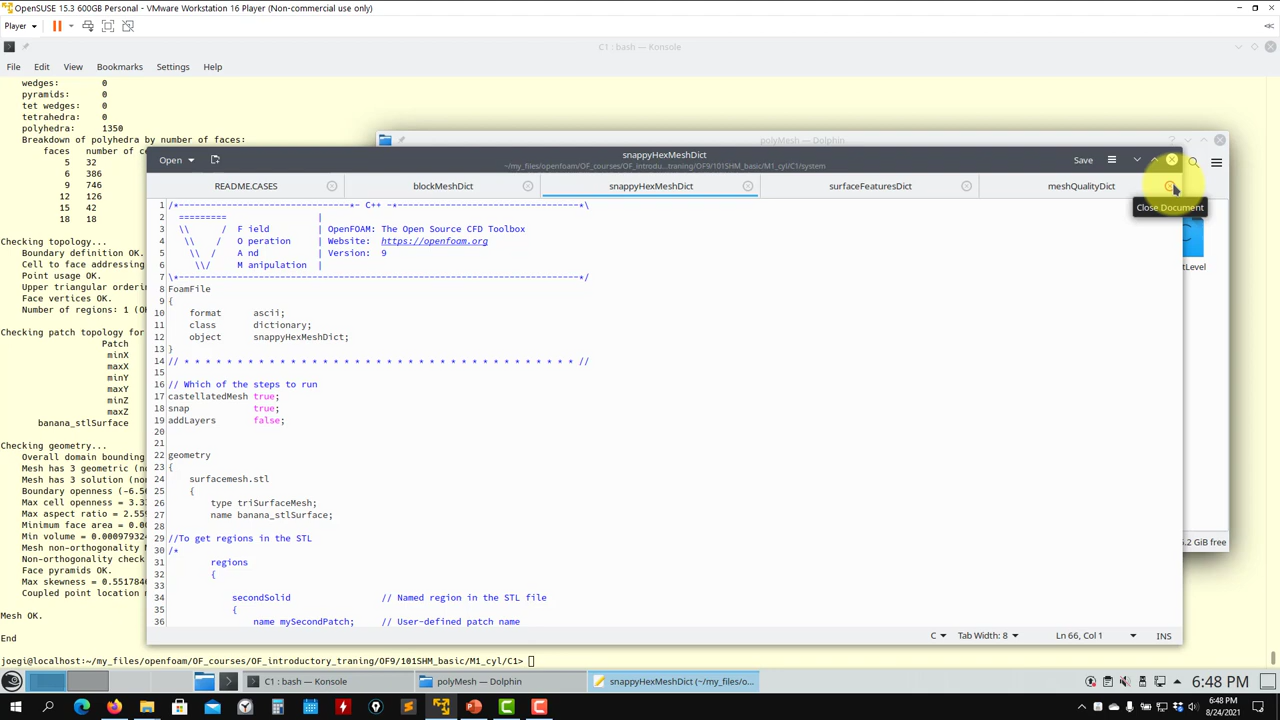 OpenSUSE 15.3 600GB Personal - VMware Workstation 16 Player (Non-commercial use only)
Player
C1 : bash — Konsole
File Edit View Bookmarks Settings Help
wedges: 0
pyramids: 0
tet wedges: 0
tetrahedra: 0
polyhedra: 1350
Breakdown of polyhedra by number of faces:
faces number of ce
5 32
6 386
9 746
12 126
15 42
18 18
Checking topology...
Boundary definition OK.
Cell to face addressing
Point usage OK.
Upper triangular ordering
Face vertices OK.
Number of regions: 1 (O
Checking patch topology for
Patch
minX
maxX
minY
maxY
minZ
maxZ
banana_stlSurface
Checking geometry...
Overall domain bounding
Mesh has 3 geometric (no
Mesh has 3 solution (no
Boundary openness (-6.50
Max cell openness = 3.3
Max aspect ratio = 2.559
Minimum face area = 0.00
Min volume = 0.000979324
Mesh non-orthogonality M
Non-orthogonality check
Face pyramids OK.
Max skewness = 0.5517846
Coupled point location m
Mesh OK.
End
joegi@localhost:~/my_files/openfoam/OF_courses/OF_introductory_traning/OF9/101SHM_basic/M1_cyl/C1>
polyMesh — Dolphin
tLevel
5.2 GiB free
Open
snappyHexMeshDict
~/my_files/openfoam/OF_courses/OF_introduc...traning/OF9/101SHM_basic/M1_cyl/C1/system
Save
README.CASES blockMeshDict snappyHexMeshDict surfaceFeaturesDict meshQualityDict
Close Document
1 /*--------------------------------*- C++ -*----------------------------------*\
2 ========= |
3 \\ / F ield | OpenFOAM: The Open Source CFD Toolbox
4 \\ / O peration | Website: https://openfoam.org
5 \\ / A nd | Version: 9
6 \\/ M anipulation |
7 \*---------------------------------------------------------------------------*/
8 FoamFile
9 {
10 format ascii;
11 class dictionary;
12 object snappyHexMeshDict;
13 }
14 // * * * * * * * * * * * * * * * * * * * * * * * * * * * * * * * * * * * * * //
15
16 // Which of the steps to run
17 castellatedMesh true;
18 snap true;
19 addLayers false;
20
21
22 geometry
23 {
24 surfacemesh.stl
25 {
26 type triSurfaceMesh;
27 name banana_stlSurface;
28
29 //To get regions in the STL
30 /*
31 regions
32 {
33
34 secondSolid // Named region in the STL file
35 {
36 name mySecondPatch; // User-defined patch name
C Tab Width: 8 Ln 66, Col 1 INS
C1 : bash — Konsole polyMesh — Dolphin snappyHexMeshDict (~/my_files/o... 6:48 PM
6:48 PM
8/24/2021